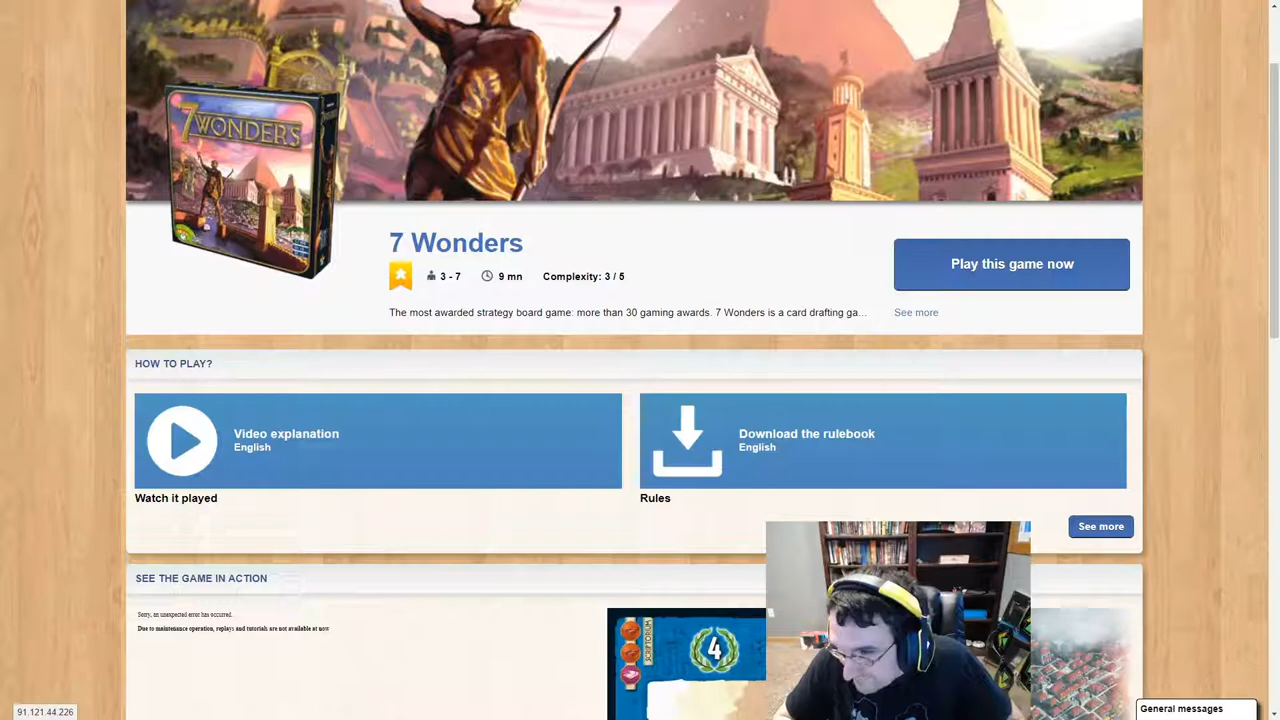 7 WONDERS
7 Wonders
3 - 7
9 mn
Complexity: 3 / 5
Play this game now
The most awarded strategy board game: more than 30 gaming awards. 7 Wonders is a card drafting ga...
See more
HOW TO PLAY?
Video explanation
English
Download the rulebook
English
Watch it played
Rules
See more
SEE THE GAME IN ACTION
Sorry, an unexpected error has occurred.
Due to maintenance operation, replays and tutorials are not available at now
SCRIPTORIUM
4
91.121.44.226
General messages